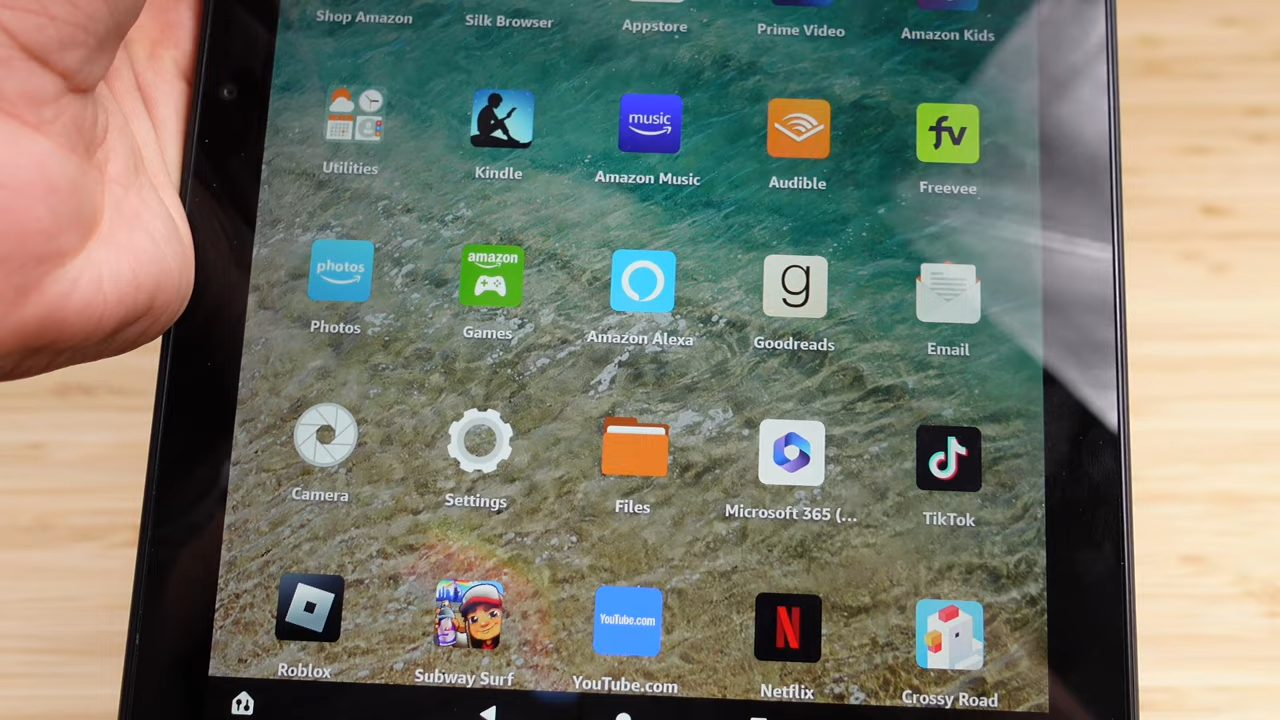 Shop Amazon
Silk Browser
Appstore
Prime Video
Amazon Kids
music
fv
Utilities
Kindle
Amazon Music
Audible
Freevee
photos
amazon
g
Photos
Games
Amazon Alexa
Goodreads
Email
Camera
Settings
Files
Microsoft 365 (...
TikTok
YouTube.com
N
Roblox
Subway Surf
YouTube.com
Netflix
Crossy Road